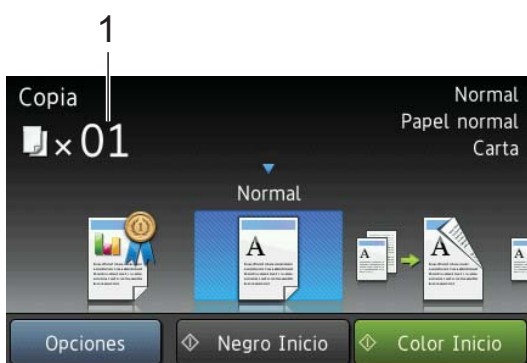 1
Copia
Normal
Papel normal
Carta
×01
Normal
Opciones
Negro Inicio
Color Inicio